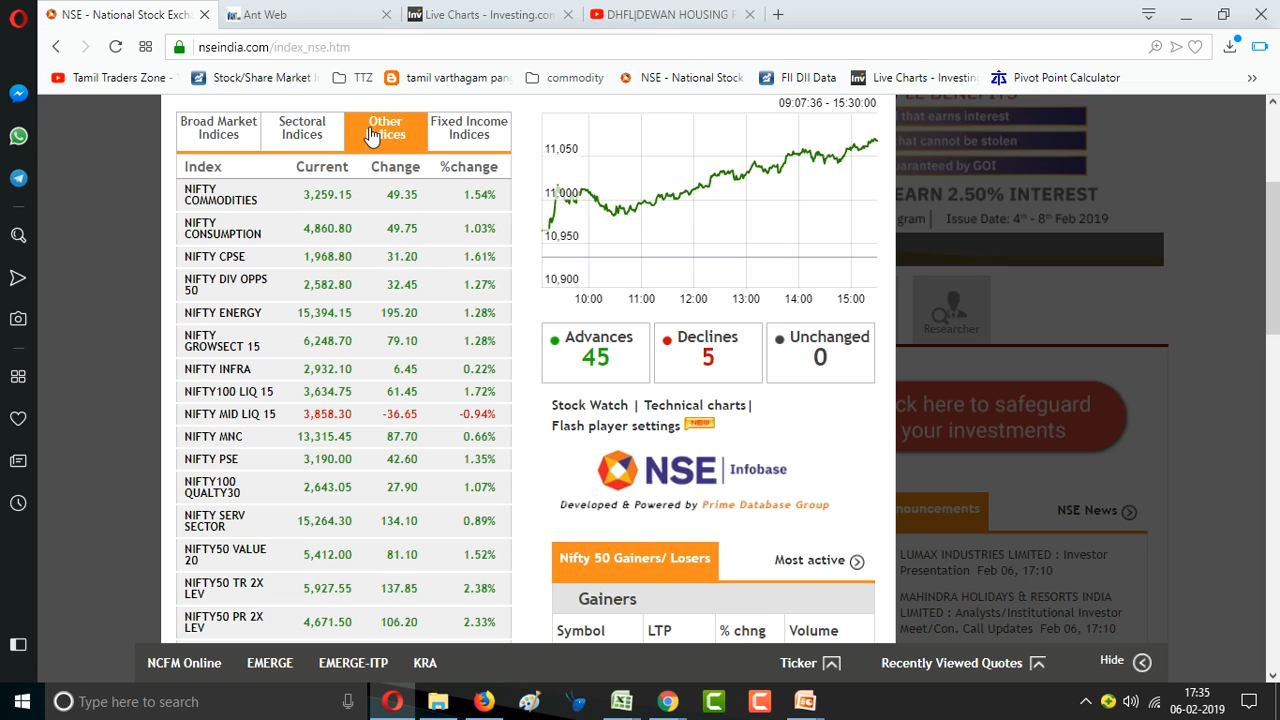 NSE - National Stock Exch
Ant Web
Live Charts - Investing.com
DHFL|DEWAN HOUSING F
nseindia.com/index_nse.htm
Tamil Traders Zone -
Stock/Share Market
TTZ
tamil varthagam pang
commodity
NSE - National Stock
FII DII Data
Live Charts - Investin
Pivot Point Calculator
09:07:36 - 15:30:00
Broad Market Indices
Sectoral Indices
Other
Fixed Income Indices
Index Current Change %change
NIFTY COMMODITIES 3,259.15 49.35 1.54%
NIFTY CONSUMPTION 4,860.80 49.75 1.03%
NIFTY CPSE 1,968.80 31.20 1.61%
NIFTY DIV OPPS 50 2,582.80 32.45 1.27%
NIFTY ENERGY 15,394.15 195.20 1.28%
NIFTY GROWSECT 15 6,248.70 79.10 1.28%
NIFTY INFRA 2,932.10 6.45 0.22%
NIFTY100 LIQ 15 3,634.75 61.45 1.72%
NIFTY MID LIQ 15 3,858.30 -36.65 -0.94%
NIFTY MNC 13,315.45 87.70 0.66%
NIFTY PSE 3,190.00 42.60 1.35%
NIFTY100 QUALTY30 2,643.05 27.90 1.07%
NIFTY SERV SECTOR 15,264.30 134.10 0.89%
NIFTY50 VALUE 20 5,412.00 81.10 1.52%
NIFTY50 TR 2X LEV 5,927.55 137.85 2.38%
NIFTY50 PR 2X LEV 4,671.50 106.20 2.33%
11,050
11,000
10,950
10,900
10:00 11:00 12:00 13:00 14:00 15:00
Advances 45
Declines 5
Unchanged 0
Stock Watch | Technical charts|
Flash player settings NEW
NSE | Infobase
Developed & Powered by Prime Database Group
Nifty 50 Gainers/ Losers
Most active
Gainers
Symbol LTP % chng Volume
that earns interest
that cannot be stolen
guaranteed by GOI
EARN 2.50% INTEREST
gram | Issue Date: 4th - 8th Feb 2019
Researcher
ck here to safeguard
your investments
nouncements
NSE News
LUMAX INDUSTRIES LIMITED : Investor
Presentation Feb 06, 17:10
MAHINDRA HOLIDAYS & RESORTS INDIA
LIMITED : Analysts/Institutional Investor
Meet/Con. Call Updates Feb 06, 17:10
NCFM Online
EMERGE
EMERGE-ITP
KRA
Ticker
Recently Viewed Quotes
Hide
Type here to search
17:35
06-02-2019